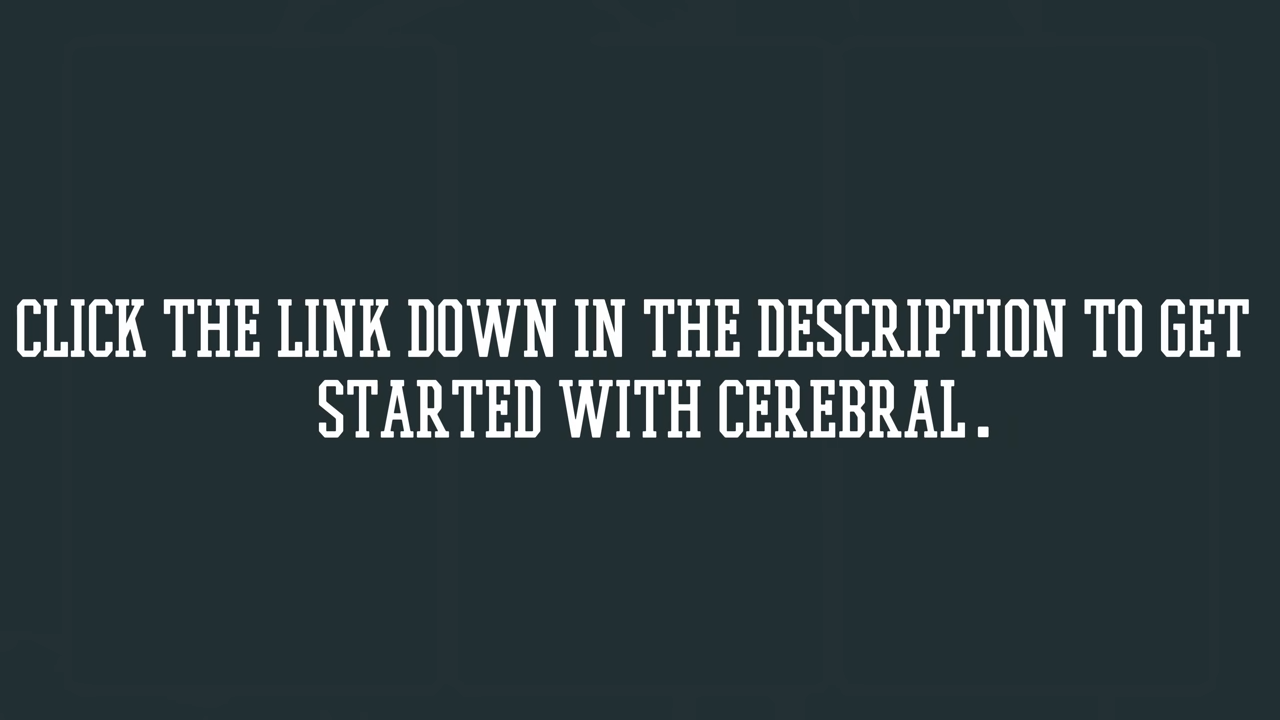 CLICK THE LINK DOWN IN THE DESCRIPTION TO GET
STARTED WITH CEREBRAL.